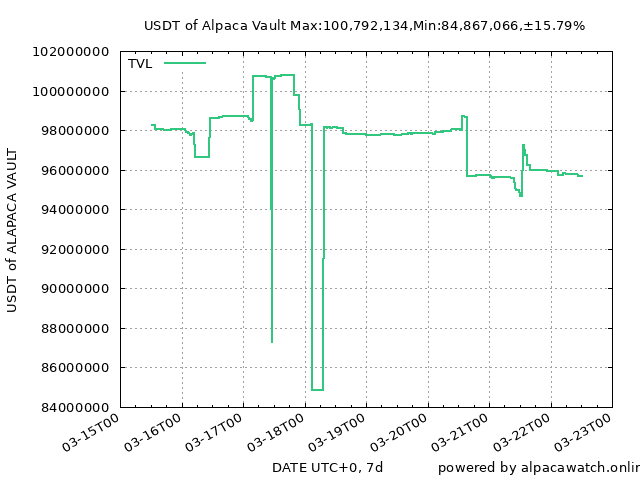 USDT of Alpaca Vault Max:100,792,134,Min:84,867,066,±15.79%
TVL
USDT of ALAPACA VAULT
102000000
100000000
98000000
96000000
94000000
92000000
90000000
88000000
86000000
84000000
03-15T00
03-16T00
03-17T00
03-18T00
03-19T00
03-20T00
03-21T00
03-22T00
03-23T00
DATE UTC+0, 7d
powered by alpacawatch.onlin